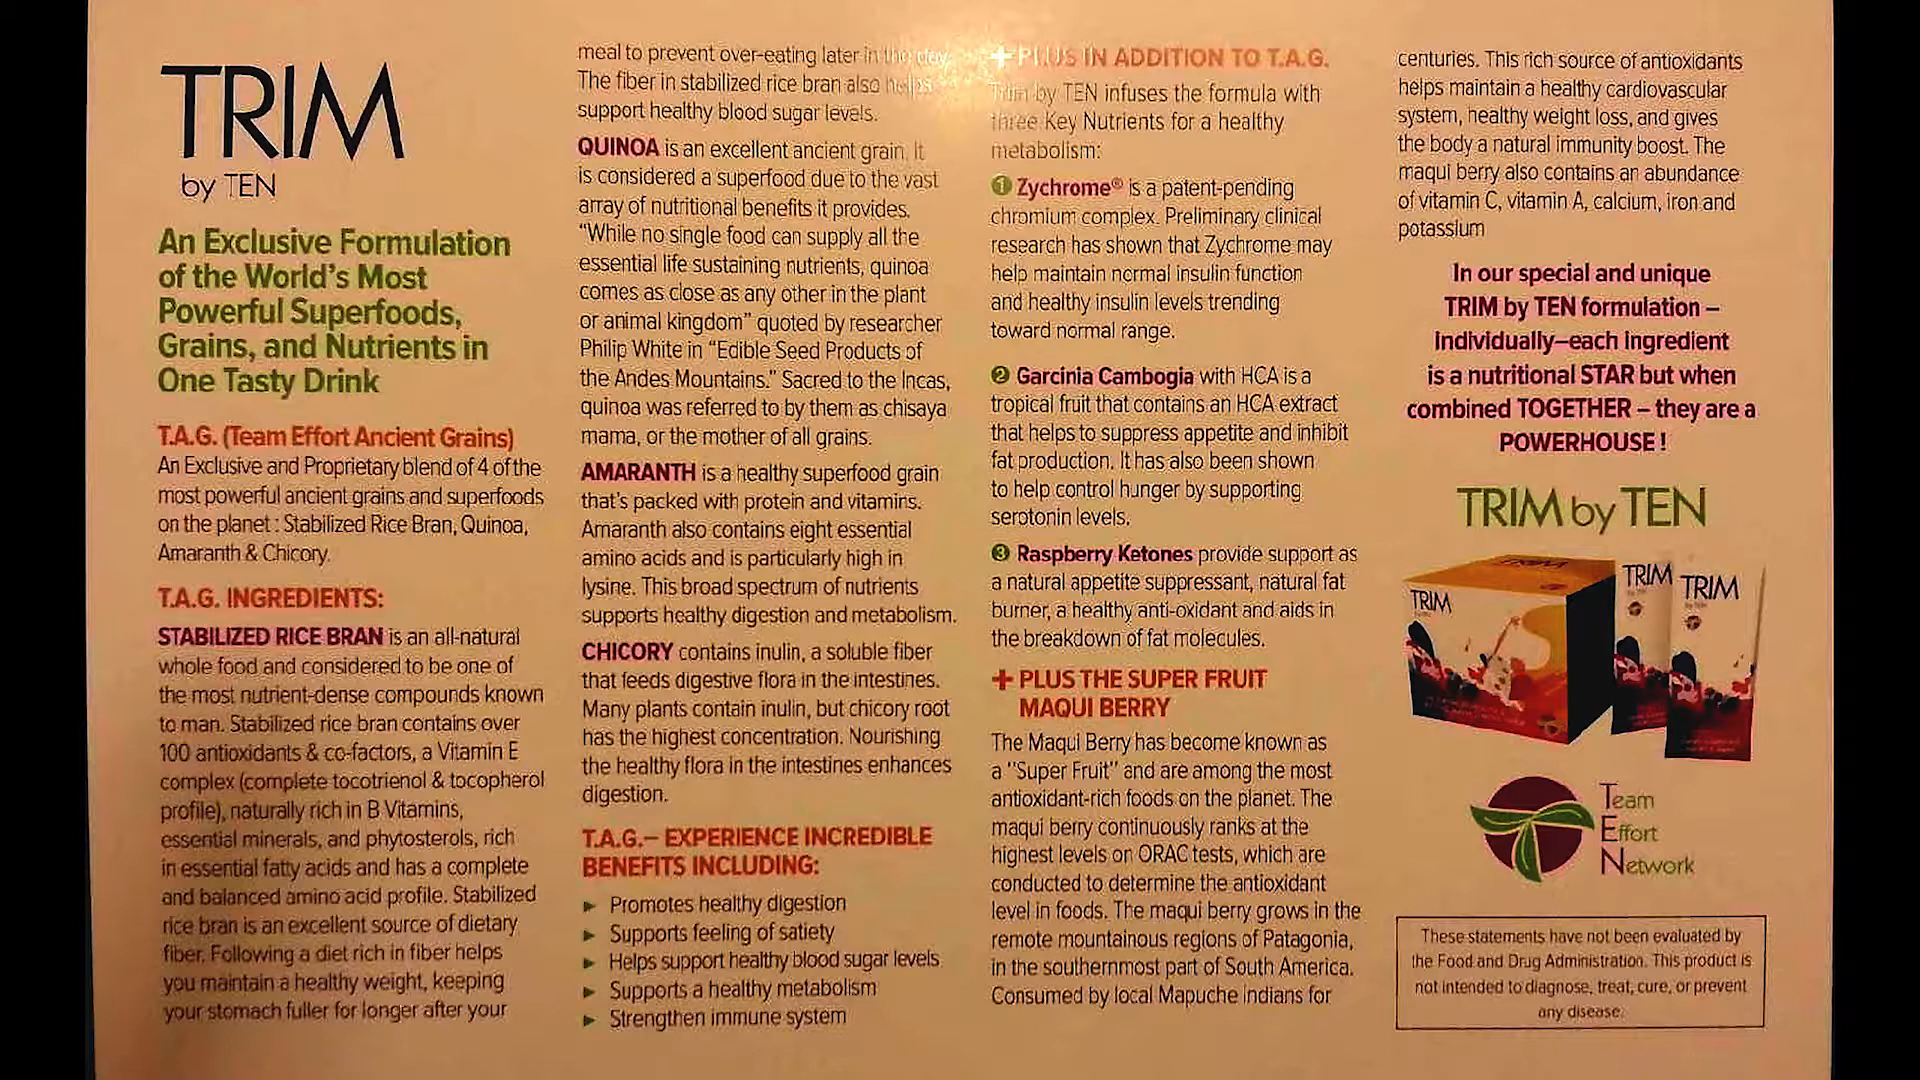 TRIM
by TEN
An Exclusive Formulation
of the World's Most
Powerful Superfoods,
Grains, and Nutrients in
One Tasty Drink
T.A.G. (Team Effort Ancient Grains)
An Exclusive and Proprietary blend of 4 of the
most powerful ancient grains and superfoods
on the planet : Stabilized Rice Bran, Quinoa,
Amaranth & Chicory.
T.A.G. INGREDIENTS:
STABILIZED RICE BRAN is an all-natural
whole food and considered to be one of
the most nutrient-dense compounds known
to man. Stabilized rice bran contains over
100 antioxidants & co-factors, a Vitamin E
complex (complete tocotrienol & tocopherol
profile), naturally rich in B Vitamins,
essential minerals, and phytosterols, rich
in essential fatty acids and has a complete
and balanced amino acid profile. Stabilized
rice bran is an excellent source of dietary
fiber. Following a diet rich in fiber helps
you maintain a healthy weight, keeping
your stomach fuller for longer after your
meal to prevent over-eating later in the day.
The fiber in stabilized rice bran also helps
support healthy blood sugar levels.
QUINOA is an excellent ancient grain. It
is considered a superfood due to the vast
array of nutritional benefits it provides.
"While no single food can supply all the
essential life sustaining nutrients, quinoa
comes as close as any other in the plant
or animal kingdom" quoted by researcher
Philip White in "Edible Seed Products of
the Andes Mountains." Sacred to the Incas,
quinoa was referred to by them as chisaya
mama, or the mother of all grains.
AMARANTH is a healthy superfood grain
that's packed with protein and vitamins.
Amaranth also contains eight essential
amino acids and is particularly high in
lysine. This broad spectrum of nutrients
supports healthy digestion and metabolism.
CHICORY contains inulin, a soluble fiber
that feeds digestive flora in the intestines.
Many plants contain inulin, but chicory root
has the highest concentration. Nourishing
the healthy flora in the intestines enhances
digestion.
T.A.G.– EXPERIENCE INCREDIBLE
BENEFITS INCLUDING:
► Promotes healthy digestion
► Supports feeling of satiety
► Helps support healthy blood sugar levels
► Supports a healthy metabolism
► Strengthen immune system
+ PLUS IN ADDITION TO T.A.G.
Trim by TEN infuses the formula with
three Key Nutrients for a healthy
metabolism:
1 Zychrome® is a patent-pending
chromium complex. Preliminary clinical
research has shown that Zychrome may
help maintain normal insulin function
and healthy insulin levels trending
toward normal range.
2 Garcinia Cambogia with HCA is a
tropical fruit that contains an HCA extract
that helps to suppress appetite and inhibit
fat production. It has also been shown
to help control hunger by supporting
serotonin levels.
3 Raspberry Ketones provide support as
a natural appetite suppressant, natural fat
burner, a healthy anti-oxidant and aids in
the breakdown of fat molecules.
+ PLUS THE SUPER FRUIT
MAQUI BERRY
The Maqui Berry has become known as
a "Super Fruit" and are among the most
antioxidant-rich foods on the planet. The
maqui berry continuously ranks at the
highest levels on ORAC tests, which are
conducted to determine the antioxidant
level in foods. The maqui berry grows in the
remote mountainous regions of Patagonia,
in the southernmost part of South America.
Consumed by local Mapuche Indians for
centuries. This rich source of antioxidants
helps maintain a healthy cardiovascular
system, healthy weight loss, and gives
the body a natural immunity boost. The
maqui berry also contains an abundance
of vitamin C, vitamin A, calcium, iron and
potassium
In our special and unique
TRIM by TEN formulation –
individually–each ingredient
is a nutritional STAR but when
combined TOGETHER – they are a
POWERHOUSE !
TRIM by TEN
TRIM
TRIM
TRIM
Team
Effort
Network
These statements have not been evaluated by
the Food and Drug Administration. This product is
not intended to diagnose, treat, cure, or prevent
any disease.